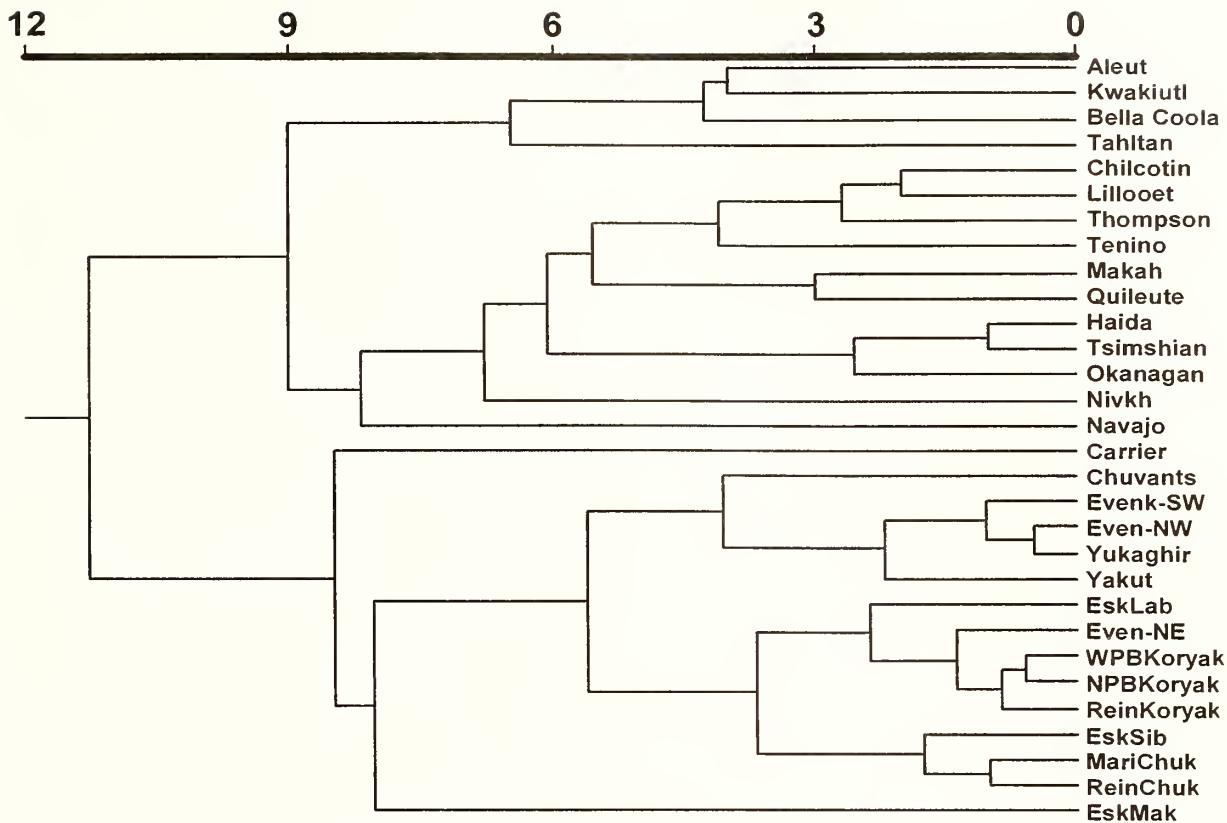 12 9 6 3 0
Aleut
Kwakiutl
Bella Coola
Tahltan
Chilcotin
Lillooet
Thompson
Tenino
Makah
Quileute
Haida
Tsimshian
Okanagan
Nivkh
Navajo
Carrier
Chuvants
Evenk-SW
Even-NW
Yukaghir
Yakut
EskLab
Even-NE
WPBKoryak
NPBKoryak
ReinKoryak
EskSib
MariChuk
ReinChuk
EskMak